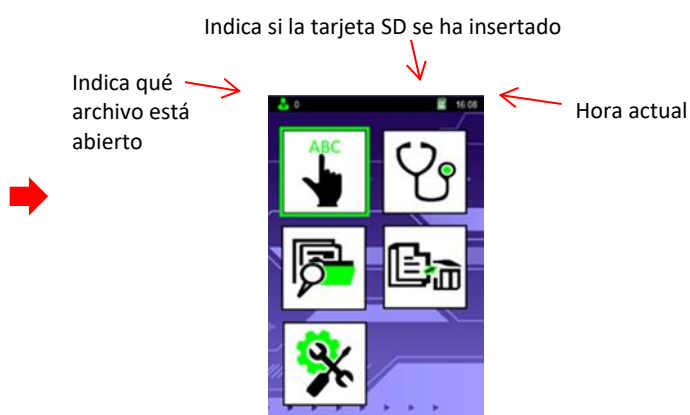 Indica si la tarjeta SD se ha insertado
Indica qué
archivo está
abierto
0
16:08
Hora actual
ABC